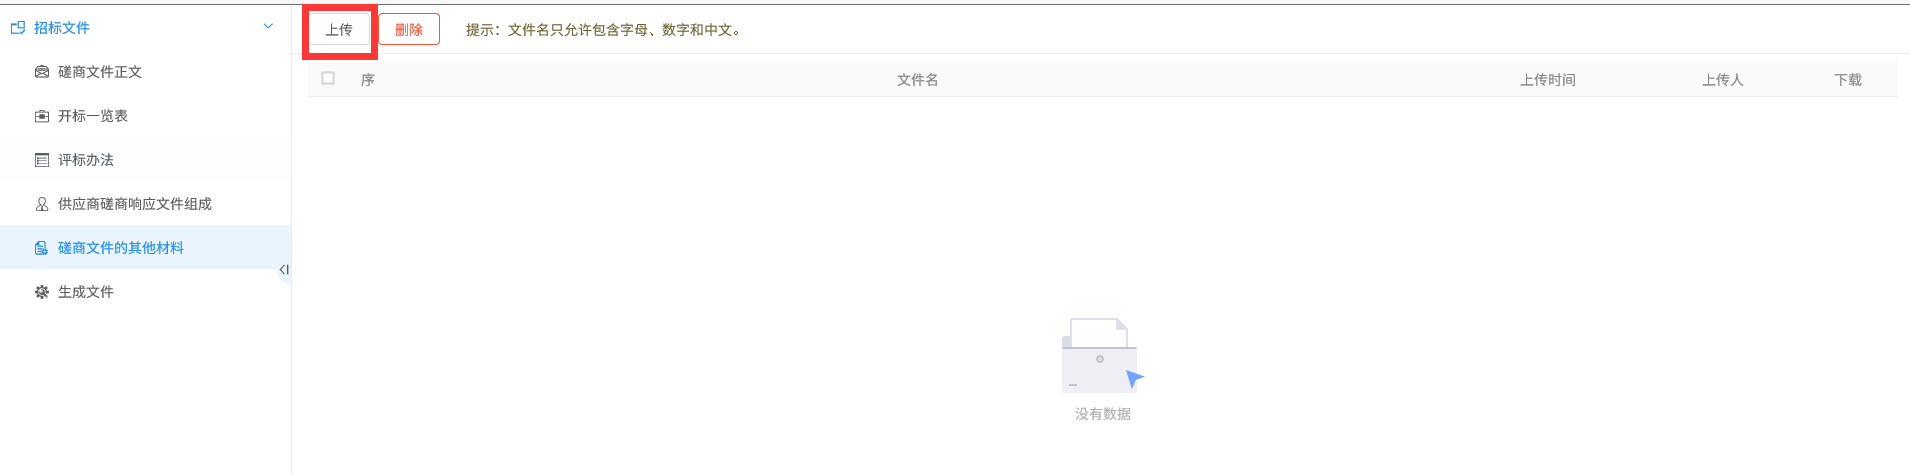 招标文件
磋商文件正文
开标一览表
评标办法
供应商磋商响应文件组成
磋商文件的其他材料
生成文件
上传 删除 提示：文件名只允许包含字母、数字和中文。
序 文件名 上传时间 上传人 下载
没有数据